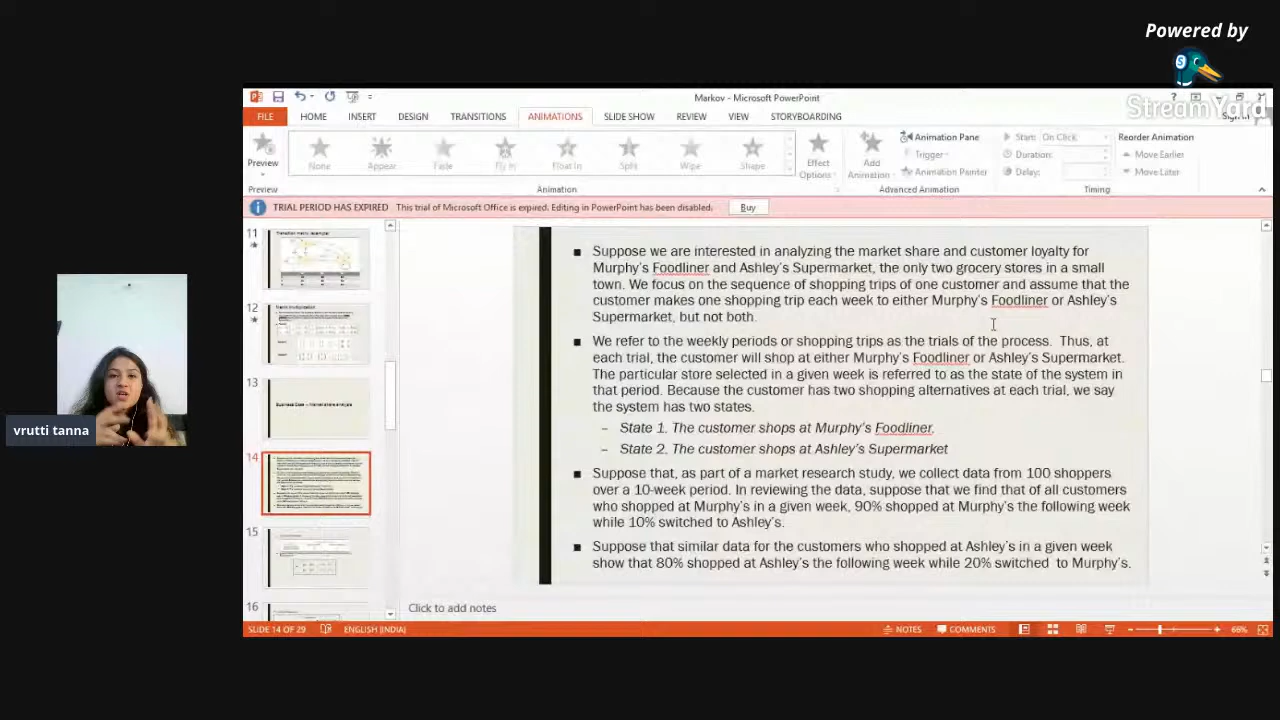 Powered by
StreamYard
Markov - Microsoft PowerPoint
FILE
HOME
INSERT
DESIGN
TRANSITIONS
ANIMATIONS
SLIDE SHOW
REVIEW
VIEW
STORYBOARDING
Sign in
Preview
None
Appear
Fade
Fly In
Float In
Split
Wipe
Shape
Effect
Options
Add
Animation
Animation Pane
Trigger
Animation Painter
Start: On Click
Duration:
Delay:
Reorder Animation
Move Earlier
Move Later
Preview
Animation
Advanced Animation
Timing
TRIAL PERIOD HAS EXPIRED This trial of Microsoft Office is expired. Editing in PowerPoint has been disabled.
Buy
11
12
13
14
15
16
Suppose we are interested in analyzing the market share and customer loyalty for
Murphy's Foodliner and Ashley's Supermarket, the only two grocery stores in a small
town. We focus on the sequence of shopping trips of one customer and assume that the
customer makes one shopping trip each week to either Murphy's Foodliner or Ashley's
Supermarket, but not both.
We refer to the weekly periods or shopping trips as the trials of the process. Thus, at
each trial, the customer will shop at either Murphy's Foodliner or Ashley's Supermarket.
The particular store selected in a given week is referred to as the state of the system in
that period. Because the customer has two shopping alternatives at each trial, we say
the system has two states.
– State 1. The customer shops at Murphy's Foodliner.
– State 2. The customer shops at Ashley's Supermarket
Suppose that, as part of a market research study, we collect data from 100 shoppers
over a 10-week period. In reviewing the data, suppose that we find that of all customers
who shopped at Murphy's in a given week, 90% shopped at Murphy's the following week
while 10% switched to Ashley's.
Suppose that similar data for the customers who shopped at Ashley's in a given week
show that 80% shopped at Ashley's the following week while 20% switched to Murphy's.
Click to add notes
SLIDE 14 OF 29
ENGLISH (INDIA)
NOTES
COMMENTS
66%
vrutti tanna